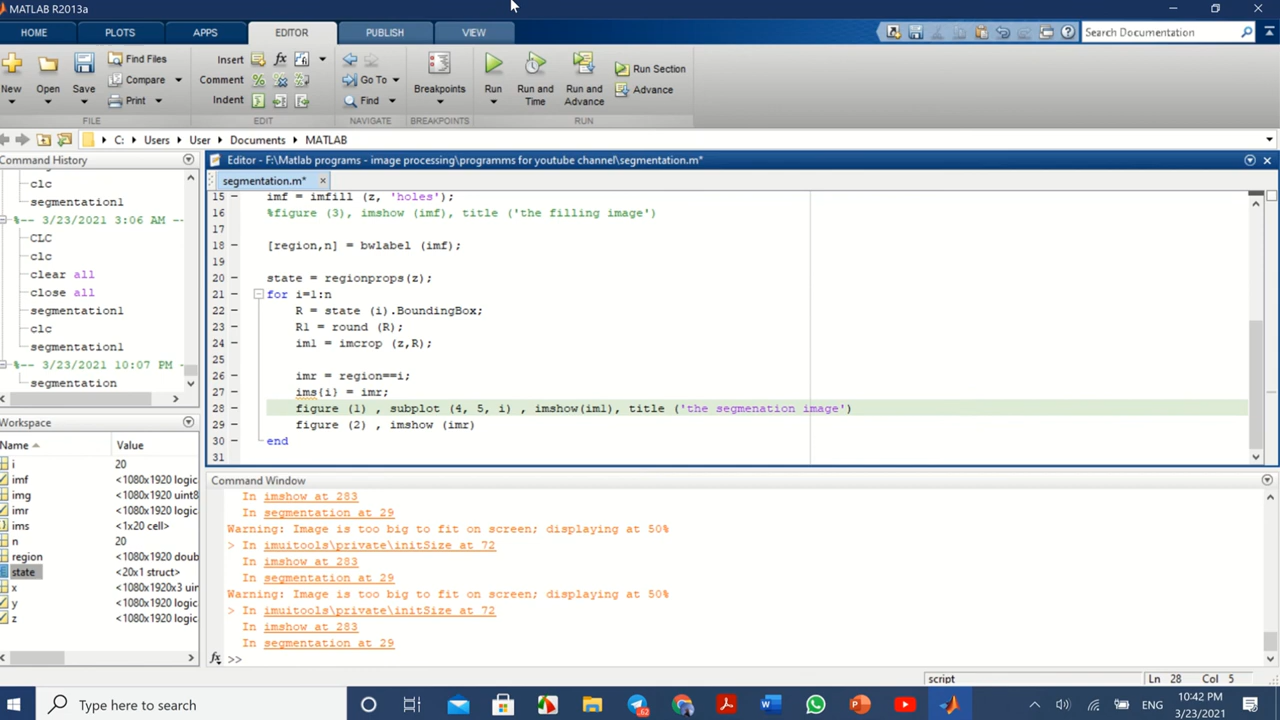 MATLAB R2013a
HOME PLOTS APPS EDITOR PUBLISH VIEW
Search Documentation
New Open Save Find Files Compare Print
Insert Comment Indent
Go To Find
Breakpoints
Run Run and Time Run and Advance Run Section Advance
FILE EDIT NAVIGATE BREAKPOINTS RUN
C: Users User Documents MATLAB
Command History
clc
segmentation1
%-- 3/23/2021 3:06 AM --
CLC
clc
clear all
close all
segmentation1
clc
segmentation1
%-- 3/23/2021 10:07 PM --
segmentation
Workspace
Name Value
i 20
imf <1080x1920 logic
img <1080x1920 uint8
imr <1080x1920 logic
ims <1x20 cell>
n 20
region <1080x1920 doub
state <20x1 struct>
x <1080x1920x3 uin
y <1080x1920 logic
z <1080x1920 logic
Editor - F:\Matlab programs - image processing\programms for youtube channel\segmentation.m*
segmentation.m* ×
15 – imf = imfill (z, 'holes');
16 – %figure (3), imshow (imf), title ('the filling image')
17
18 – [region,n] = bwlabel (imf);
19
20 – state = regionprops(z);
21 – for i=1:n
22 – R = state (i).BoundingBox;
23 – R1 = round (R);
24 – im1 = imcrop (z,R);
25
26 – imr = region==i;
27 – ims{i} = imr;
28 – figure (1) , subplot (4, 5, i) , imshow(im1), title ('the segmenation image')
29 – figure (2) , imshow (imr)
30 – end
31
Command Window
In imshow at 283
In segmentation at 29
Warning: Image is too big to fit on screen; displaying at 50%
> In imuitools\private\initSize at 72
In imshow at 283
In segmentation at 29
Warning: Image is too big to fit on screen; displaying at 50%
> In imuitools\private\initSize at 72
In imshow at 283
In segmentation at 29
fx >>
script Ln 28 Col 5
Type here to search
62
ENG
10:42 PM
3/23/2021